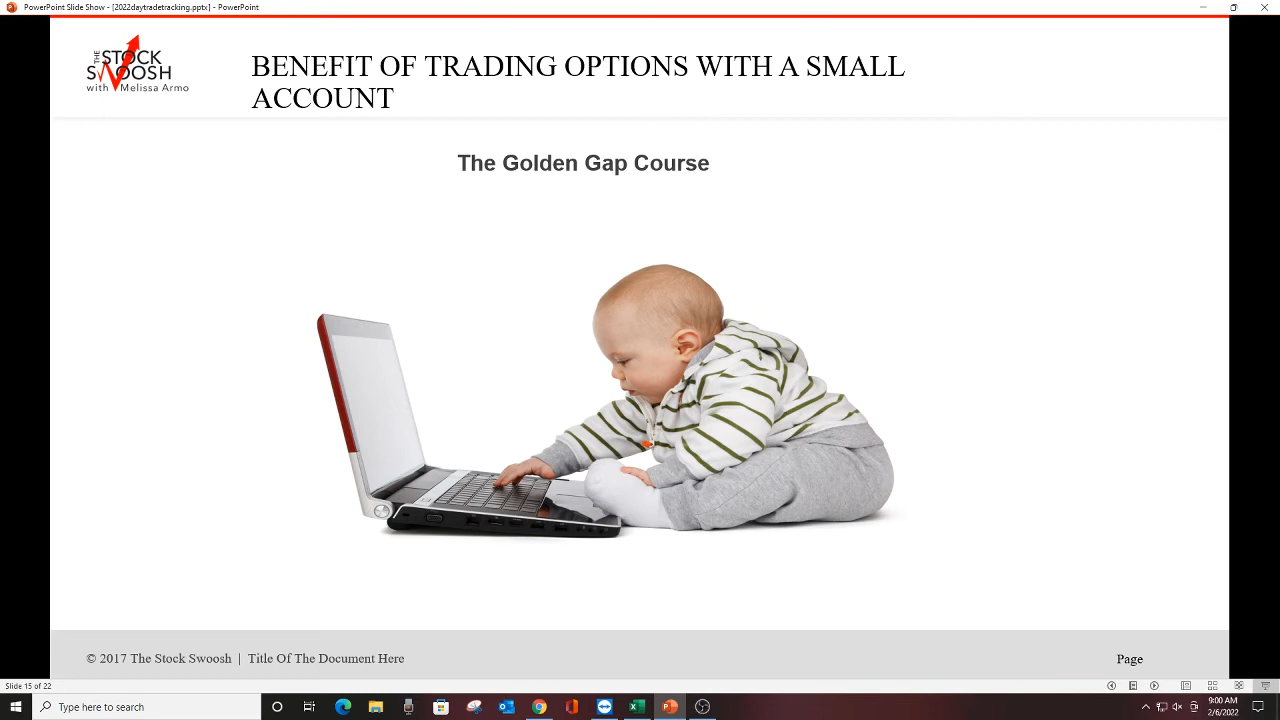 PowerPoint Slide Show - [2022daytradetracking.pptx] - PowerPoint
THE
STOCK
SWOOSH
with Melissa Armo
BENEFIT OF TRADING OPTIONS WITH A SMALL
ACCOUNT
The Golden Gap Course
© 2017 The Stock Swoosh | Title Of The Document Here
Page
Slide 15 of 22
Type here to search
9:00 AM
2/6/2022